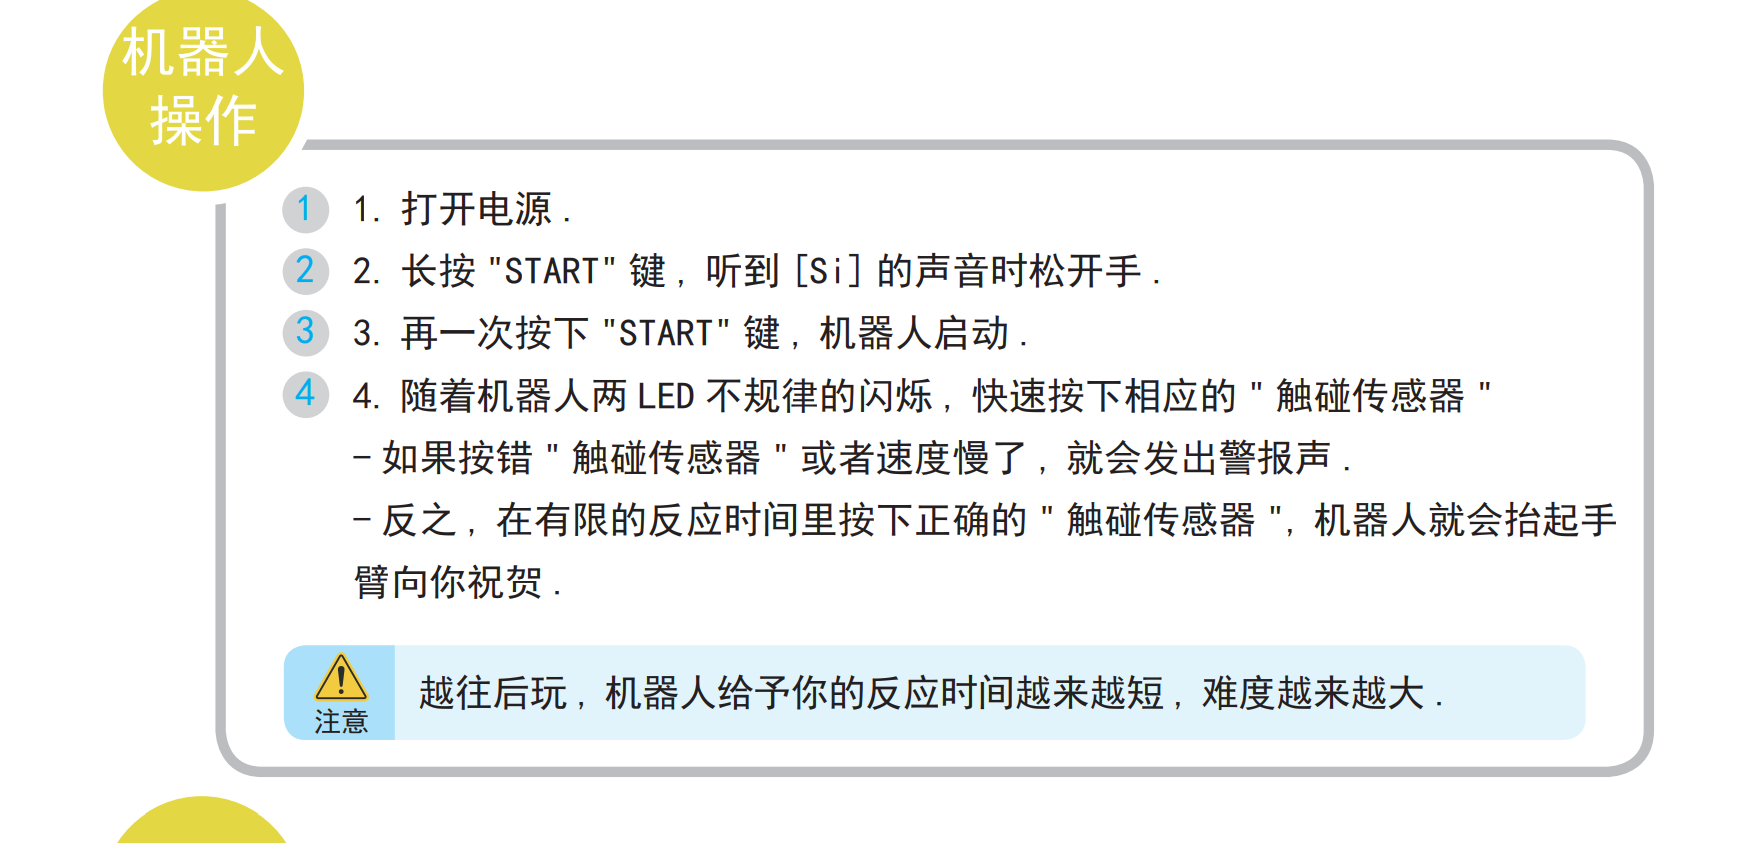 机器人
操作
1 1. 打开电源.
2 2. 长按 "START" 键, 听到 [Si] 的声音时松开手.
3 3. 再一次按下 "START" 键, 机器人启动.
4 4. 随着机器人两 LED 不规律的闪烁, 快速按下相应的 " 触碰传感器 "
- 如果按错 " 触碰传感器 " 或者速度慢了, 就会发出警报声.
- 反之, 在有限的反应时间里按下正确的 " 触碰传感器 ", 机器人就会抬起手
臂向你祝贺.
注意
越往后玩, 机器人给予你的反应时间越来越短, 难度越来越大.